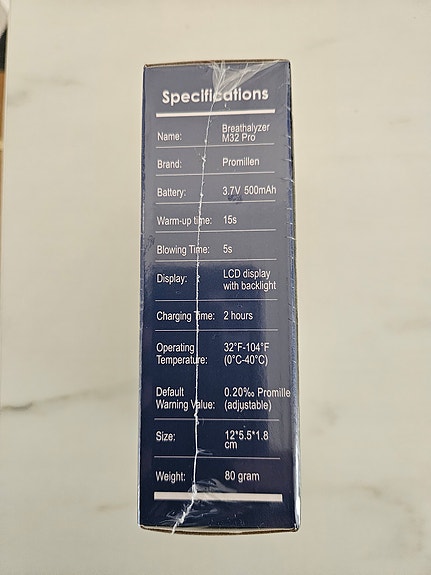 Specifications
Name: Breathalyzer
M32 Pro
Brand: Promillen
Battery: 3.7V 500mAh
Warm-up time: 15s
Blowing Time: 5s
Display: LCD display
with backlight
Charging Time: 2 hours
Operating 32°F-104°F
Temperature: (0°C-40°C)
Default 0.20‰ Promille
Warning Value: (adjustable)
Size: 12*5.5*1.8
cm
Weight: 80 gram